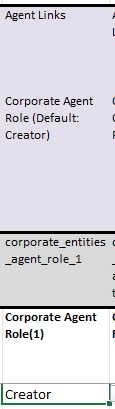 Agent Links
Corporate Agent
Role (Default:
Creator)
corporate_entities
_agent_role_1
Corporate Agent
Role(1)
Creator